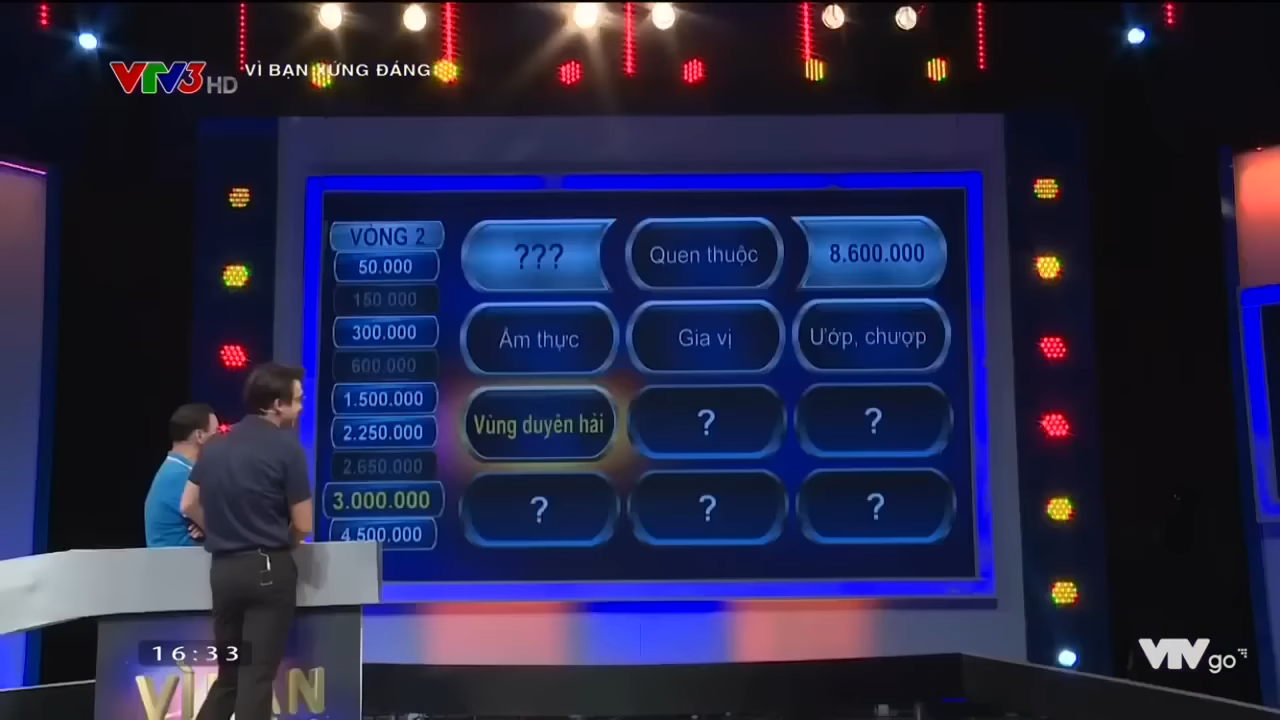 VTV3 HD
VÌ BẠN XỨNG ĐÁNG
VÒNG 2
50.000
150.000
300.000
600.000
1.500.000
2.250.000
2.650.000
3.000.000
4.500.000
???
Quen thuộc
8.600.000
Ẩm thực
Gia vị
Ướp, chượp
Vùng duyên hải
?
?
?
?
?
16:33
VÌ
VTV go